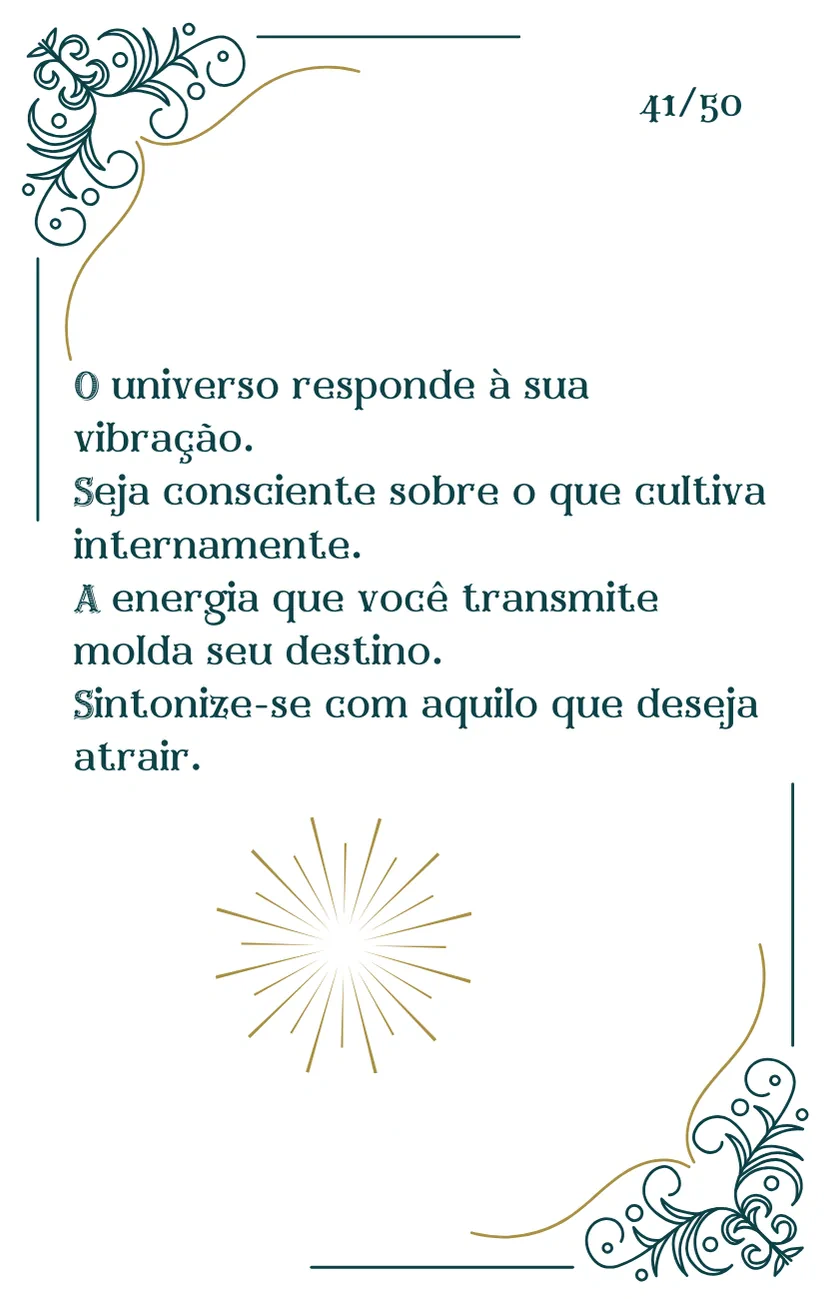 41/50
O universo responde à sua
vibração.
Seja consciente sobre o que cultiva
internamente.
A energia que você transmite
molda seu destino.
Sintonize-se com aquilo que deseja
atrair.